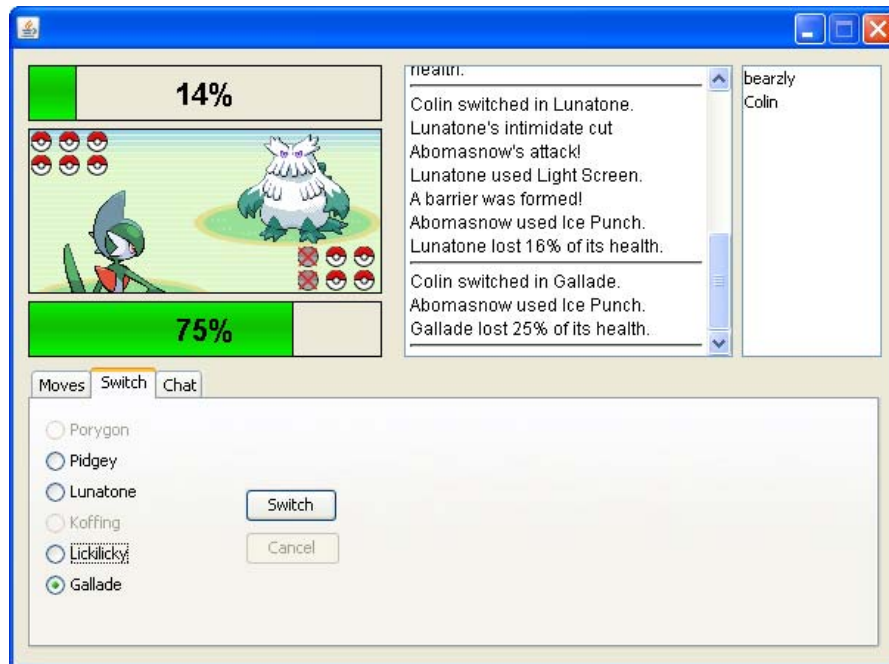 14%
75%
health.
Colin switched in Lunatone.
Lunatone's intimidate cut
Abomasnow's attack!
Lunatone used Light Screen.
A barrier was formed!
Abomasnow used Ice Punch.
Lunatone lost 16% of its health.
Colin switched in Gallade.
Abomasnow used Ice Punch.
Gallade lost 25% of its health.
bearzly
Colin
Moves Switch Chat
Porygon
Pidgey
Lunatone
Koffing
Lickilicky
Gallade
Switch
Cancel